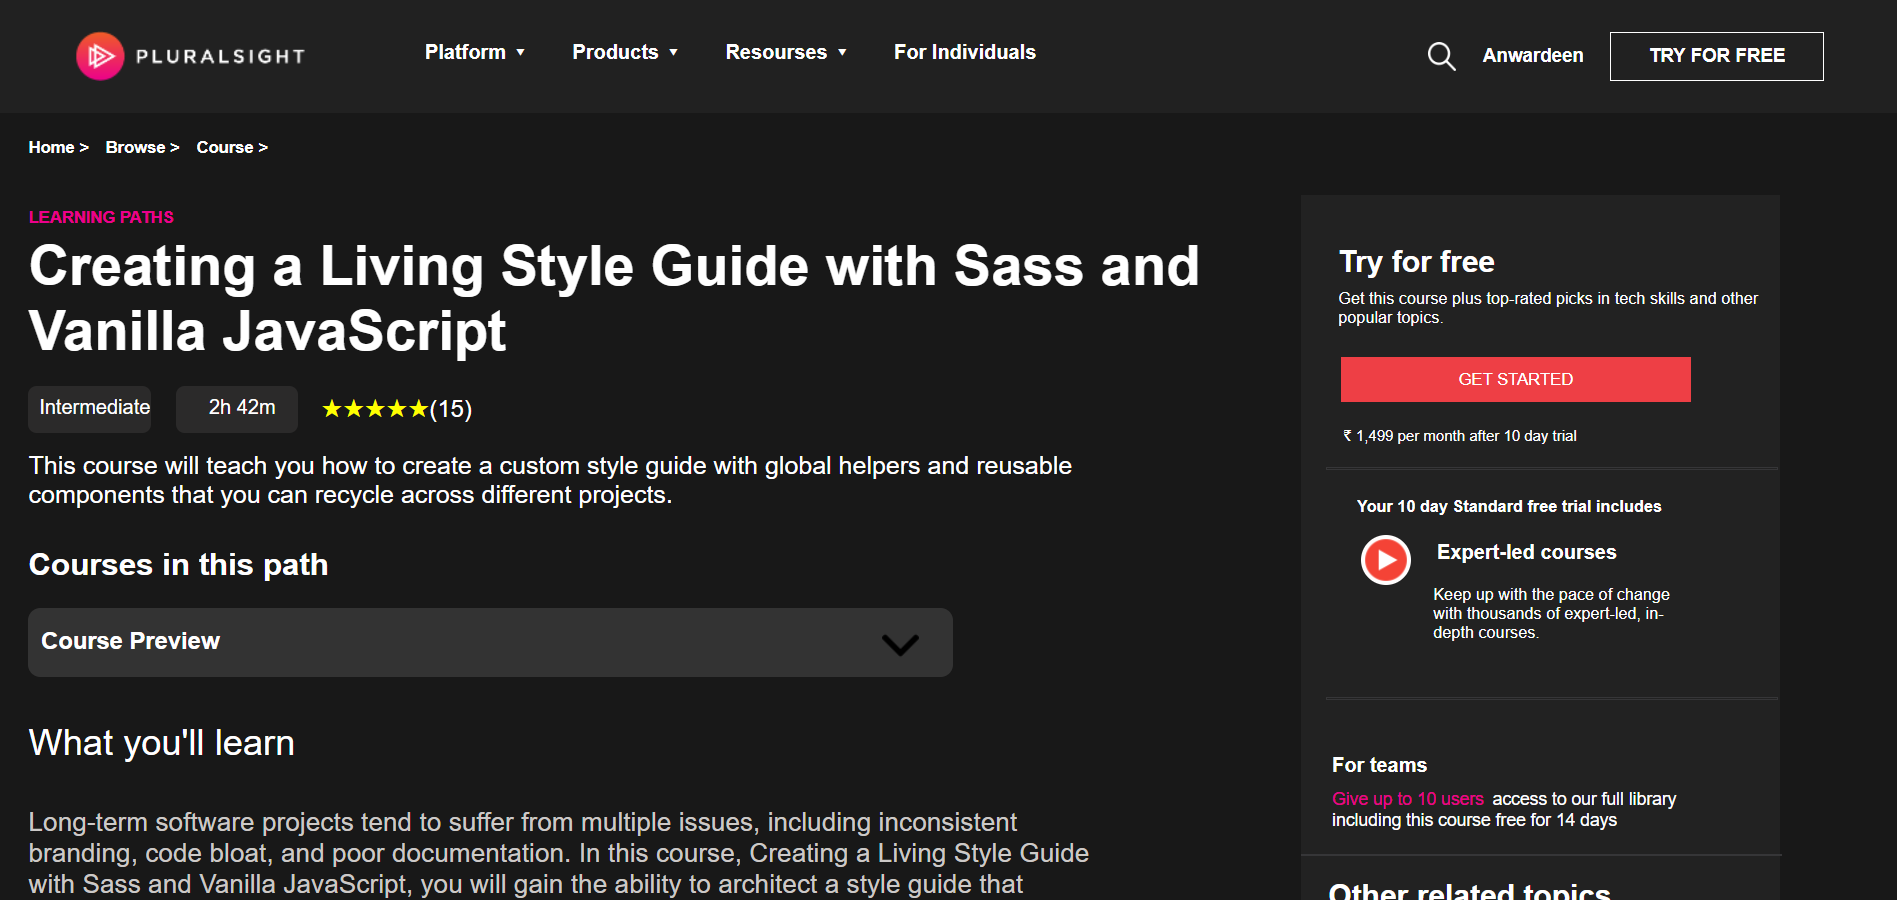 PLURALSIGHT
Platform ▼ Products ▼ Resourses ▼ For Individuals
Anwardeen
TRY FOR FREE
Home > Browse > Course >
LEARNING PATHS
Creating a Living Style Guide with Sass and
Vanilla JavaScript
Intermediate 2h 42m ★★★★★(15)
This course will teach you how to create a custom style guide with global helpers and reusable
components that you can recycle across different projects.
Courses in this path
Course Preview
What you'll learn
Long-term software projects tend to suffer from multiple issues, including inconsistent
branding, code bloat, and poor documentation. In this course, Creating a Living Style Guide
with Sass and Vanilla JavaScript, you will gain the ability to architect a style guide that
Try for free
Get this course plus top-rated picks in tech skills and other
popular topics.
GET STARTED
₹ 1,499 per month after 10 day trial
Your 10 day Standard free trial includes
Expert-led courses
Keep up with the pace of change
with thousands of expert-led, in-
depth courses.
For teams
Give up to 10 users access to our full library
including this course free for 14 days
Other related topics